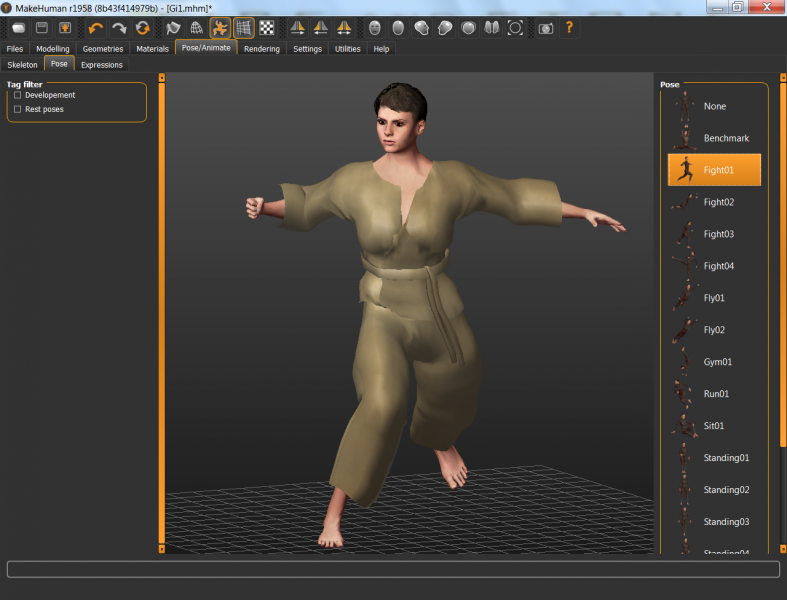 MakeHuman r1958 (8b43f414979b) - [Gi1.mhm]*
Files Modelling Geometries Materials Pose/Animate Rendering Settings Utilities Help
Skeleton Pose Expressions
Tag filter
Developement
Rest poses
Pose
None
Benchmark
Fight01
Fight02
Fight03
Fight04
Fly01
Fly02
Gym01
Run01
Sit01
Standing01
Standing02
Standing03
Standing04